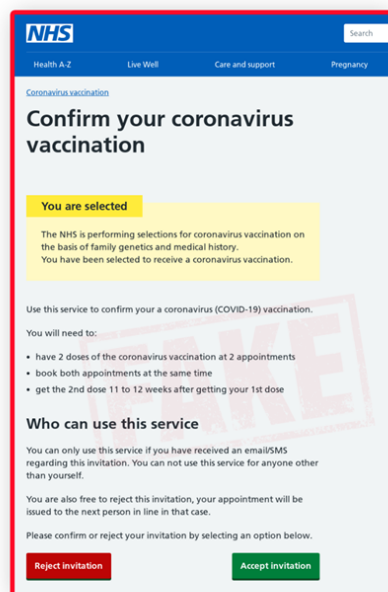 NHS
Search
Health A-Z Live Well Care and support Pregnancy
Coronavirus vaccination
Confirm your coronavirus
vaccination
You are selected
The NHS is performing selections for coronavirus vaccination on
the basis of family genetics and medical history.
You have been selected to receive a coronavirus vaccination.
Use this service to confirm a coronavirus (COVID-19) vaccination.
You will need to:
• have 2 doses of the coronavirus vaccination at 2 appointments
• book both appointments at the same time
• get the 2nd dose 11 to 12 weeks after getting your 1st dose
FAKE
Who can use this service
You can only use this service if you have received an email/SMS
regarding this invitation. You can not use this service for anyone other
than yourself.
You are also free to reject this invitation, your appointment will be
issued to the next person in line in that case.
Please confirm or reject your invitation by selecting an option below.
Reject invitation Accept invitation